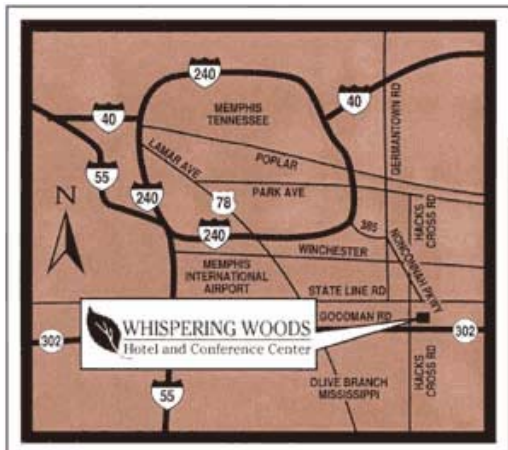 240
40
40
MEMPHIS
TENNESSEE
GERMANTOWN RD
LAMAR AVE
POPLAR
55
N
240
78
PARK AVE
HACKS
CROSS RD
385
NONCONNAH PKWY
240
WINCHESTER
MEMPHIS
INTERNATIONAL
AIRPORT
STATE LINE RD
WHISPERING WOODS
Hotel and Conference Center
GOODMAN RD
302
302
55
OLIVE BRANCH
MISSISSIPPI
HACKS
CROSS RD